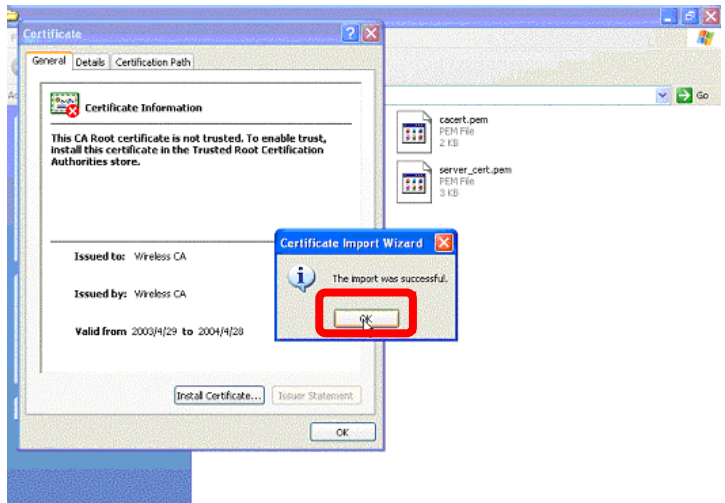 Certificate
General
Details
Certification Path
Go
Certificate Information
This CA Root certificate is not trusted. To enable trust,
install this certificate in the Trusted Root Certification
Authorities store.
cacert.pem
PEM File
2 KB
server_cert.pem
PEM File
3 KB
Certificate Import Wizard
The import was successful.
OK
Issued to: Wireless CA
Issued by: Wireless CA
Valid from 2003/4/29 to 2004/4/28
Install Certificate...
Issuer Statement
OK